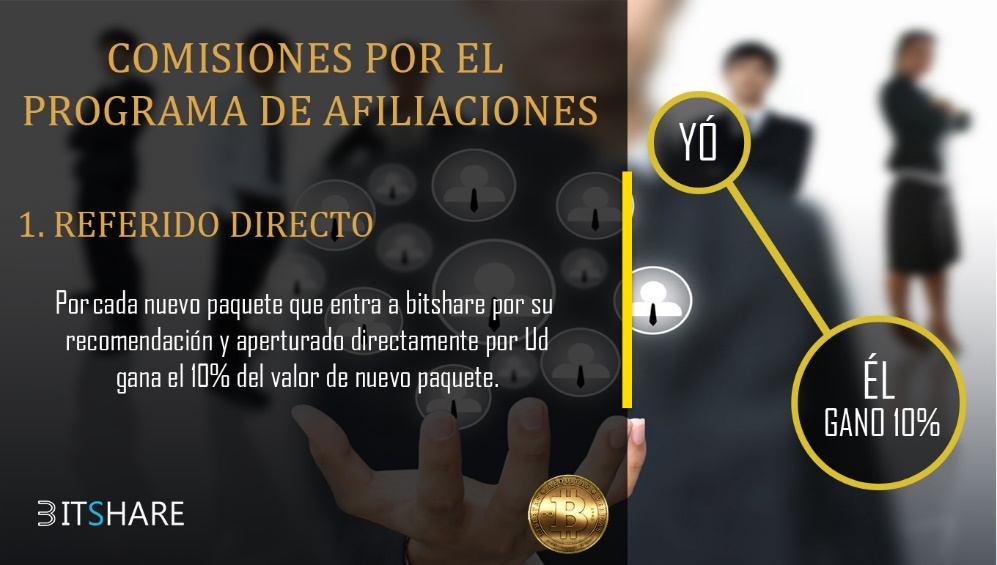 COMISIONES POR EL
PROGRAMA DE AFILIACIONES
1. REFERIDO DIRECTO
Por cada nuevo paquete que entra a bitshare por su
recomendación y aperturado directamente por Ud
gana el 10% del valor de nuevo paquete.
YÓ
ÉL
GANO 10%
BITSHARE